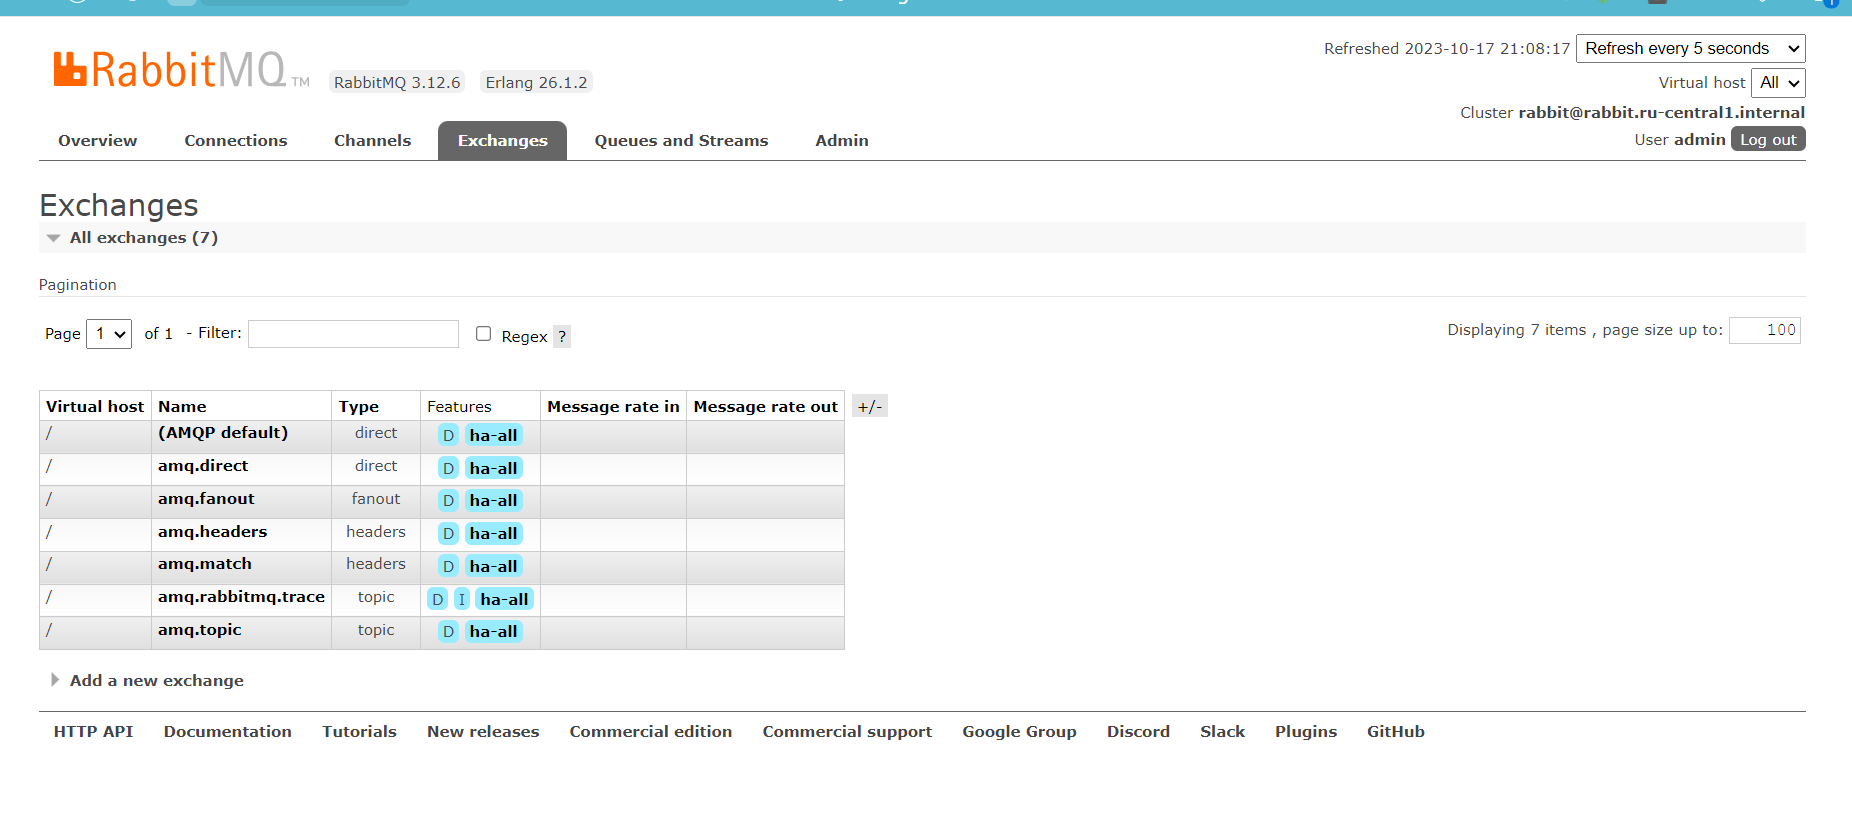 RabbitMQ TM
RabbitMQ 3.12.6 Erlang 26.1.2
Refreshed 2023-10-17 21:08:17 Refresh every 5 seconds
Virtual host All
Cluster rabbit@rabbit.ru-central1.internal
User admin Log out
Overview Connections Channels Exchanges Queues and Streams Admin
Exchanges
All exchanges (7)
Pagination
Page 1 of 1 - Filter: Regex ?
Displaying 7 items , page size up to: 100
Virtual host Name Type Features Message rate in Message rate out +/-
/ (AMQP default) direct D ha-all
/ amq.direct direct D ha-all
/ amq.fanout fanout D ha-all
/ amq.headers headers D ha-all
/ amq.match headers D ha-all
/ amq.rabbitmq.trace topic D I ha-all
/ amq.topic topic D ha-all
Add a new exchange
HTTP API Documentation Tutorials New releases Commercial edition Commercial support Google Group Discord Slack Plugins GitHub